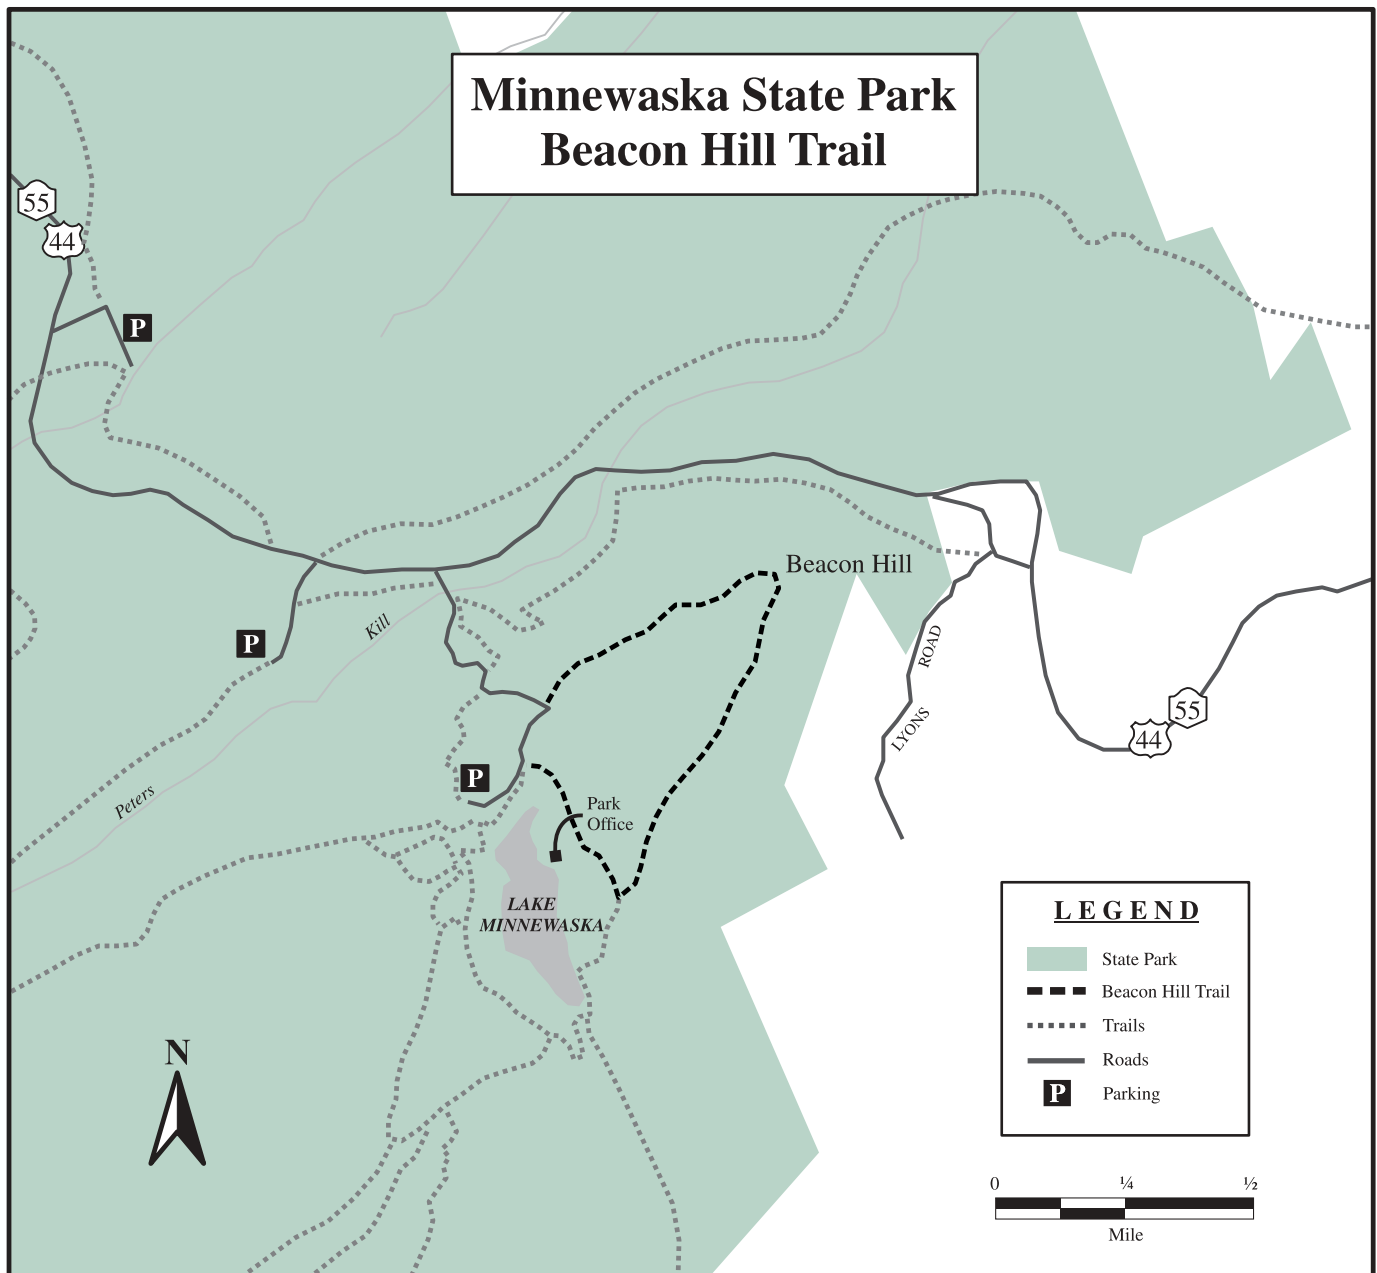 Minnewaska State Park
Beacon Hill Trail
55
44
P
Beacon Hill
Kill
P
ROAD
LYONS
55
44
P
Peters
Park
Office
LAKE
MINNEWASKA
LEGEND
State Park
Beacon Hill Trail
Trails
Roads
P
Parking
N
0
¼
½
Mile